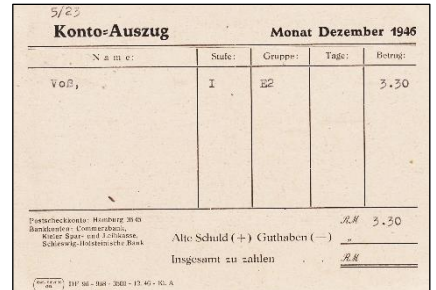 5/23
Konto=Auszug Monat Dezember 1946
Name: Stufe: Gruppe: Tage: Betrag:
Voß, I E2 3.30
Postscheckkonto: Hamburg
Bankkonten: Commerzbank,
Kieler Spar- und Leihkasse,
Schleswig-Holsteinische Bank
RM 3.30
Alte Schuld (+) Guthaben (—) "
Insgesamt zu zahlen RM